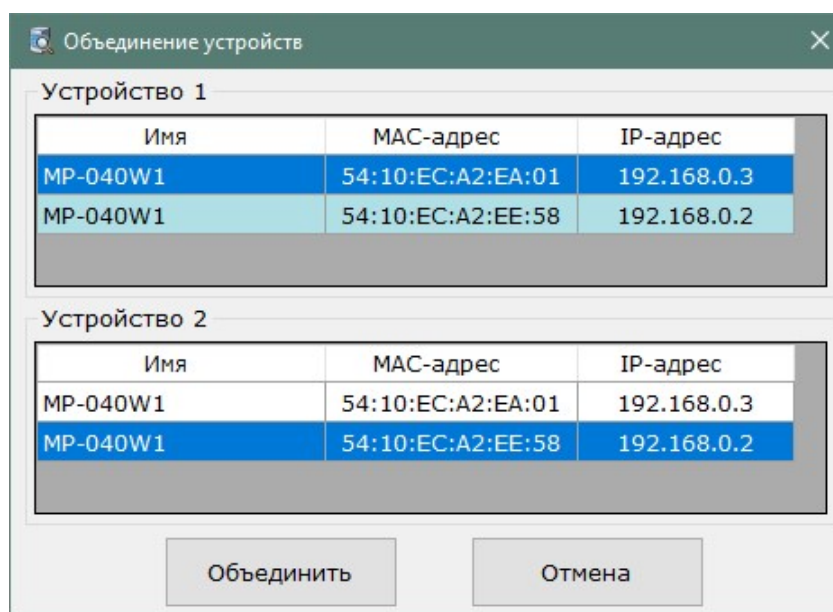 Объединение устройств
Устройство 1
Имя MAC-адрес IP-адрес
MP-040W1 54:10:EC:A2:EA:01 192.168.0.3
MP-040W1 54:10:EC:A2:EE:58 192.168.0.2
Устройство 2
Имя MAC-адрес IP-адрес
MP-040W1 54:10:EC:A2:EA:01 192.168.0.3
MP-040W1 54:10:EC:A2:EE:58 192.168.0.2
Объединить Отмена